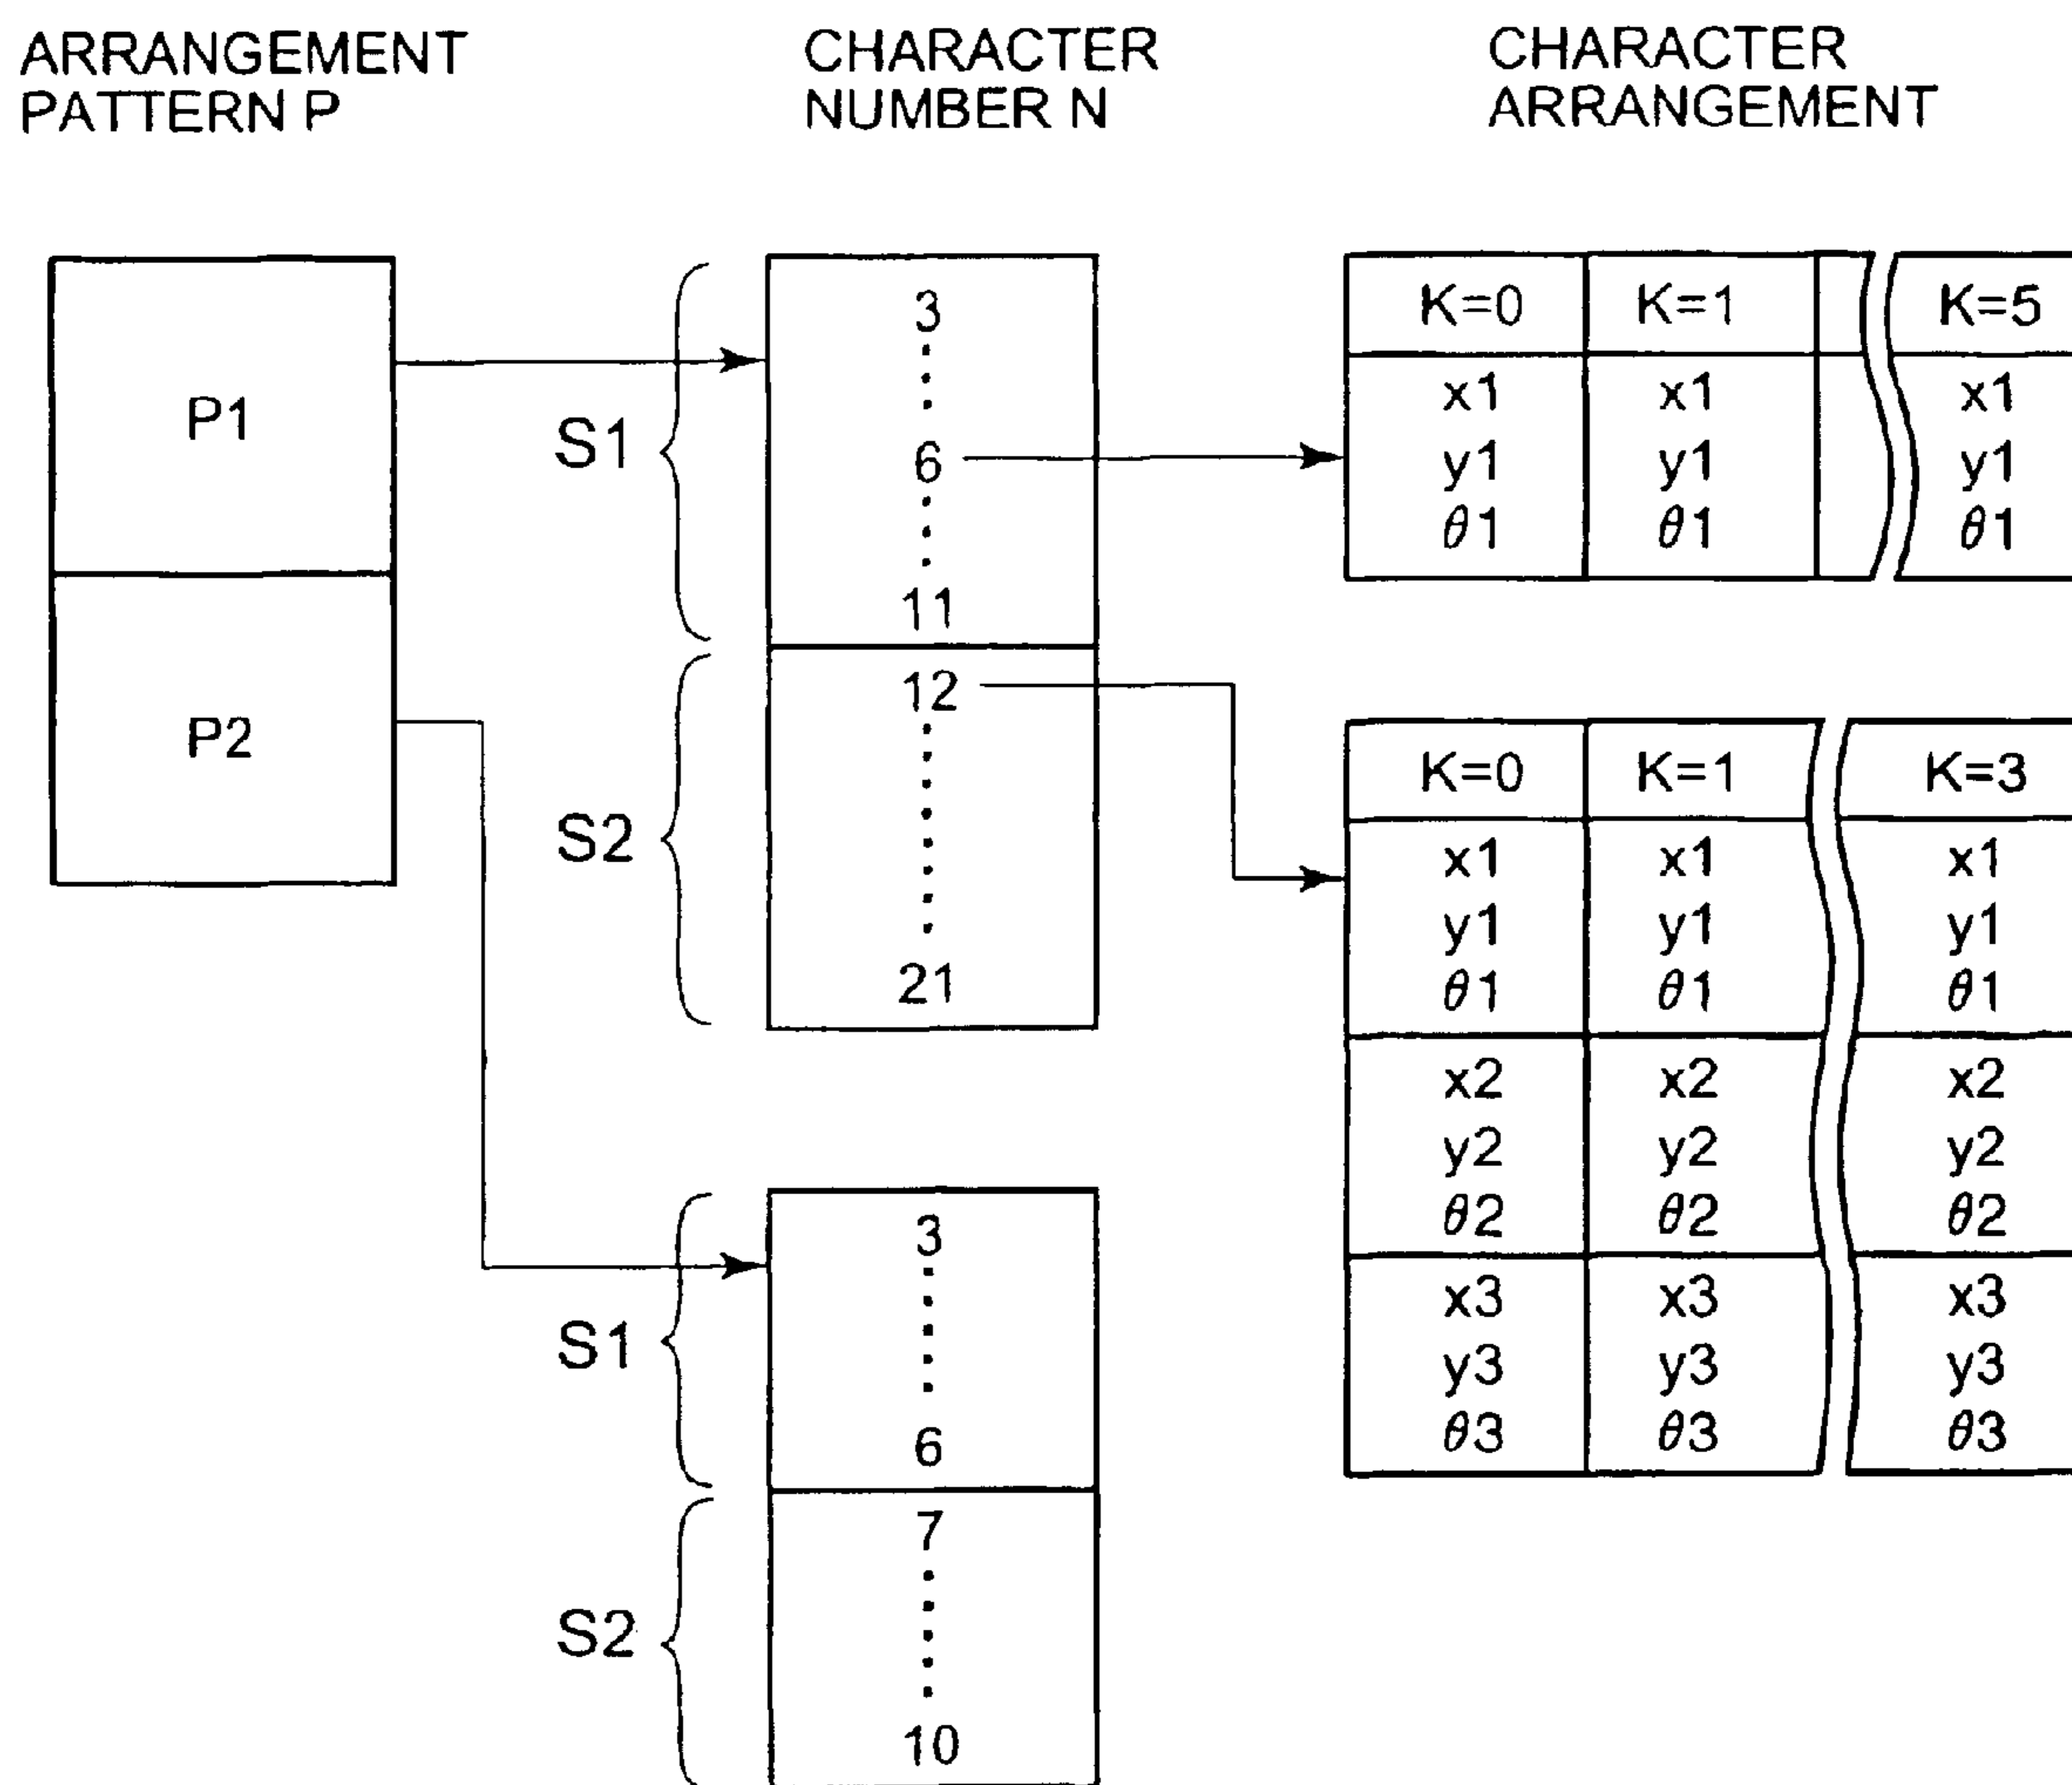 ARRANGEMENT
PATTERN P
CHARACTER
NUMBER N
CHARACTER
ARRANGEMENT
P1
P2
S1
3
6
11
S2
12
21
S1
3
6
S2
7
10
K=0 K=1 K=5
x1 x1 x1
y1 y1 y1
θ1 θ1 θ1
K=0 K=1 K=3
x1 x1 x1
y1 y1 y1
θ1 θ1 θ1
x2 x2 x2
y2 y2 y2
θ2 θ2 θ2
x3 x3 x3
y3 y3 y3
θ3 θ3 θ3